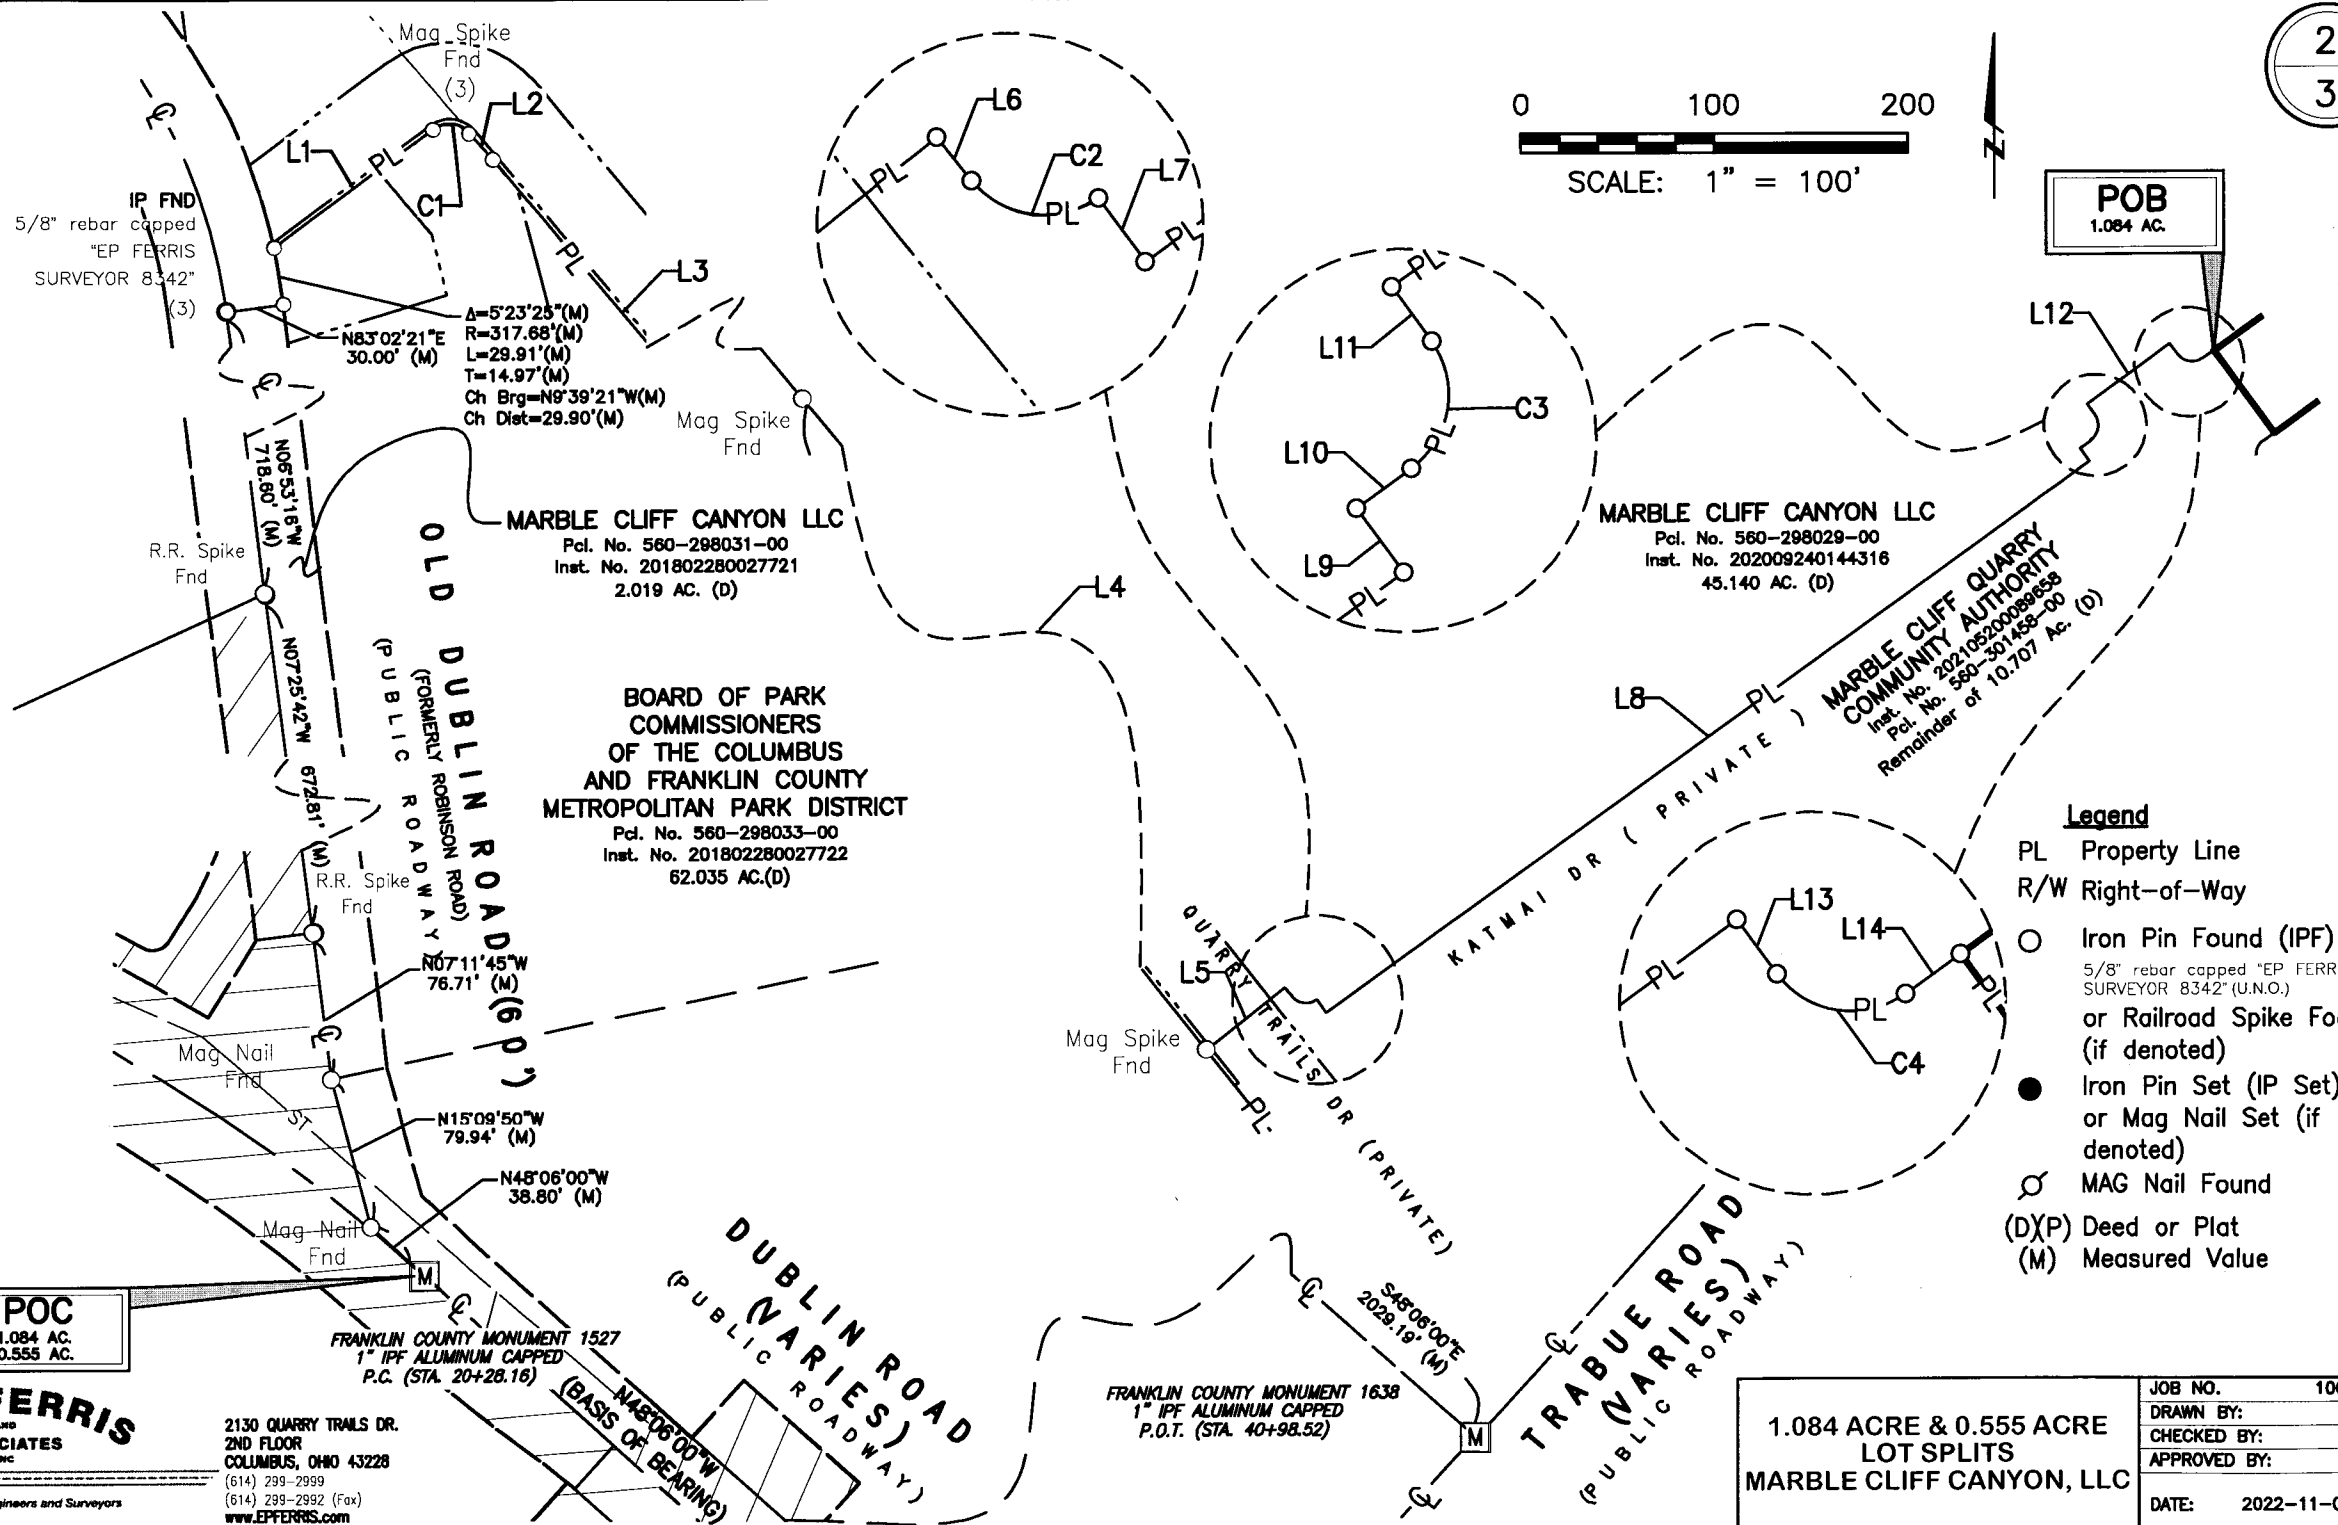 Mag Spike
Fnd
(3)
L2
L1
PL
C1
IP FND
5/8" rebar capped
"EP FERRIS
SURVEYOR 8342"
(3)
N83°02'21"E
30.00' (M)
Δ=5°23'25"(M)
R=317.68'(M)
L=29.91'(M)
T=14.97'(M)
Ch Brg=N9°39'21"W(M)
Ch Dist=29.90'(M)
PL
L3
Mag Spike
Fnd
L6
C2
L7
PL
PL
PL
0 100 200
SCALE: 1" = 100'
N
2
3
POB
1.084 AC.
L12
PL
L11
C3
PL
L10
L9
PL
N06°53'16"W
718.60' (M)
R.R. Spike
Fnd
MARBLE CLIFF CANYON LLC
Pcl. No. 560-298031-00
Inst. No. 201802280027721
2.019 AC. (D)
MARBLE CLIFF CANYON LLC
Pcl. No. 560-298029-00
Inst. No. 202009240144316
45.140 AC. (D)
MARBLE CLIFF QUARRY
COMMUNITY AUTHORITY
Inst. No. 202105200089658
Pcl. No. 560-301458-00
Remainder of 10.707 Ac. (D)
L4
L8
PL
KATMAI DR (PRIVATE)
OLD DUBLIN ROAD (60')
(FORMERLY ROBINSON ROAD)
(PUBLIC ROADWAY)
N07°25'42"W 672.81' (M)
BOARD OF PARK
COMMISSIONERS
OF THE COLUMBUS
AND FRANKLIN COUNTY
METROPOLITAN PARK DISTRICT
Pcl. No. 560-298033-00
Inst. No. 201802280027722
62.035 AC.(D)
R.R. Spike
Fnd
N07°11'45"W
76.71' (M)
Mag Nail
Fnd
ST
N15°09'50"W
79.94' (M)
N48°06'00"W
38.80' (M)
Mag Nail
Fnd
M
POC
1.084 AC.
0.555 AC.
FRANKLIN COUNTY MONUMENT 1527
1" IPF ALUMINUM CAPPED
P.C. (STA. 20+28.16)
N48°06'00"W
(BASIS OF BEARING)
DUBLIN ROAD
(VARIES)
(PUBLIC ROADWAY)
L5
QUARRY TRAILS DR (PRIVATE)
Mag Spike
Fnd
PL
L13
L14
PL
PL
PL
C4
Legend
PL Property Line
R/W Right-of-Way
Iron Pin Found (IPF)
5/8" rebar capped "EP FERR
SURVEYOR 8342" (U.N.O.)
or Railroad Spike Fo
(if denoted)
Iron Pin Set (IP Set)
or Mag Nail Set (if
denoted)
MAG Nail Found
(D)(P) Deed or Plat
(M) Measured Value
S48°06'00"E
2029.19' (M)
FRANKLIN COUNTY MONUMENT 1638
1" IPF ALUMINUM CAPPED
P.O.T. (STA. 40+98.52)
M
TRABUE ROAD
(VARIES)
(PUBLIC ROADWAY)
FERRIS
CIATES
gineers and Surveyors
2130 QUARRY TRAILS DR.
2ND FLOOR
COLUMBUS, OHIO 43228
(614) 299-2999
(614) 299-2992 (Fax)
www.EPFERRIS.com
1.084 ACRE & 0.555 ACRE
LOT SPLITS
MARBLE CLIFF CANYON, LLC
JOB NO. 10
DRAWN BY:
CHECKED BY:
APPROVED BY:
DATE: 2022-11-0